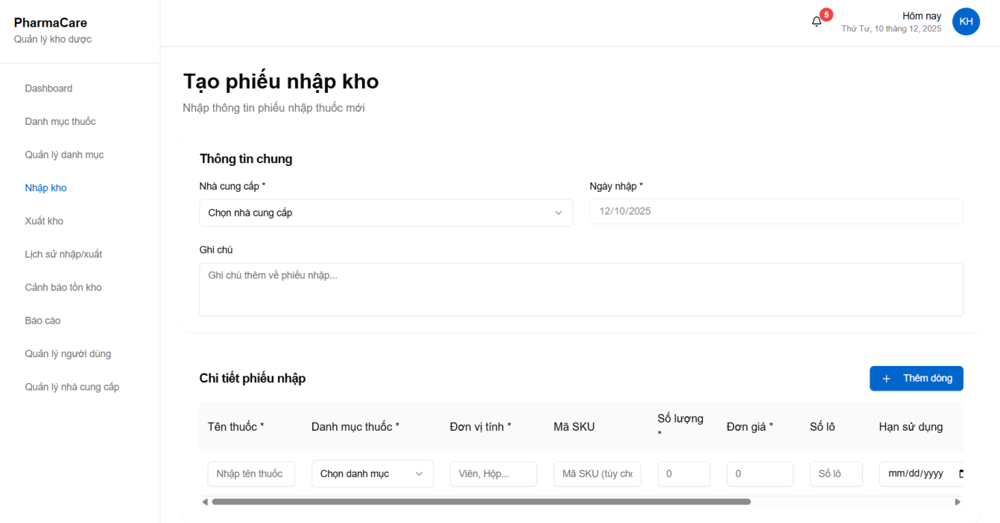 PharmaCare
Quản lý kho dược
5
Hôm nay
Thứ Tư, 10 tháng 12, 2025
KH
Dashboard
Danh mục thuốc
Quản lý danh mục
Nhập kho
Xuất kho
Lịch sử nhập/xuất
Cảnh báo tồn kho
Báo cáo
Quản lý người dùng
Quản lý nhà cung cấp
Tạo phiếu nhập kho
Nhập thông tin phiếu nhập thuốc mới
Thông tin chung
Nhà cung cấp *
Ngày nhập *
Chọn nhà cung cấp
12/10/2025
Ghi chú
Ghi chú thêm về phiếu nhập...
Chi tiết phiếu nhập
+ Thêm dòng
Tên thuốc * Danh mục thuốc * Đơn vị tính * Mã SKU Số lượng * Đơn giá * Số lô Hạn sử dụng
Nhập tên thuốc Chọn danh mục Viên, Hộp... Mã SKU (tùy chọ 0 0 Số lô mm/dd/yyyy